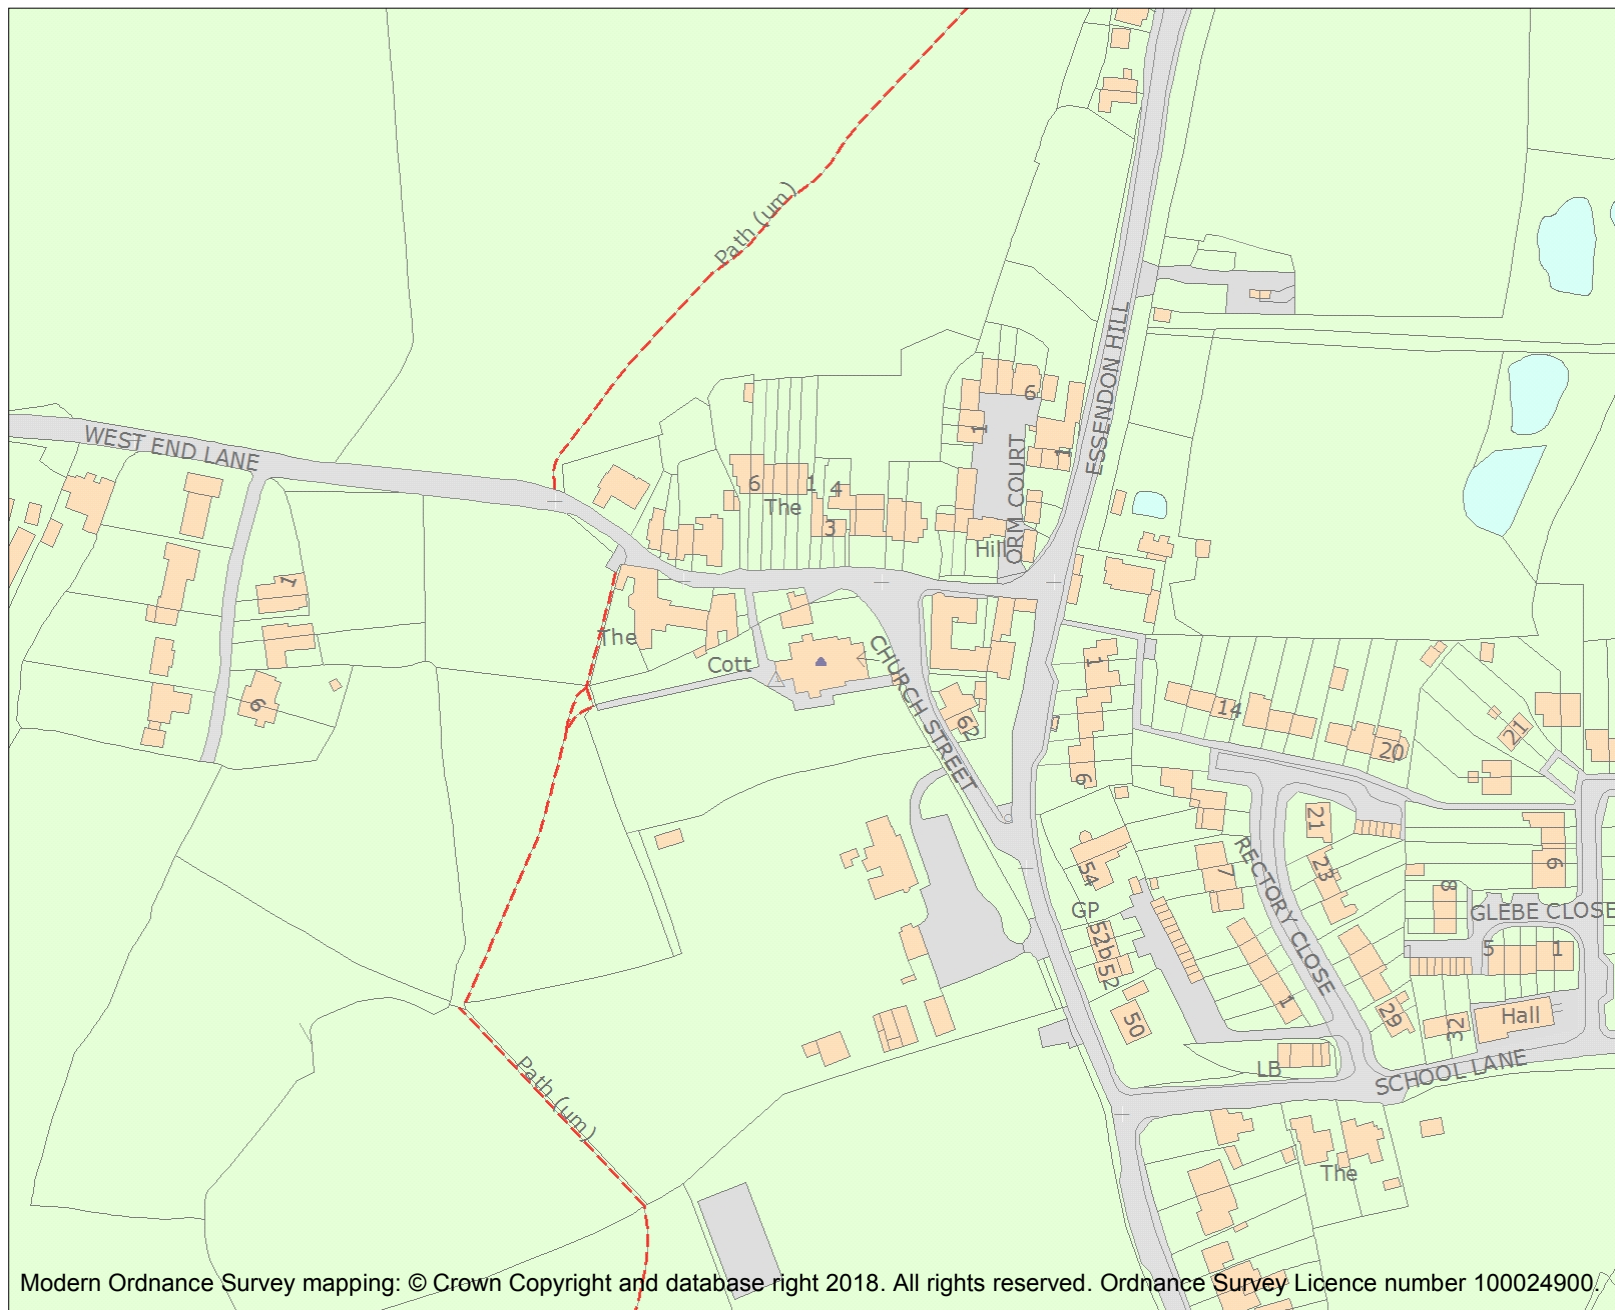 Path (um)
WEST END LANE
ESSENDON HILL
6
1
1
ORM COURT
6
1
4
The
3
Hill
1
6
The
Cott
CHURCH STREET
62
1
6
14
20
21
21
23
7
RECTORY CLOSE
54
GP
52b
52
50
1
29
32
8
6
GLEBE CLOSE
5
1
Hall
LB
SCHOOL LANE
Path (um)
The
Modern Ordnance Survey mapping: © Crown Copyright and database right 2018. All rights reserved. Ordnance Survey Licence number 100024900.